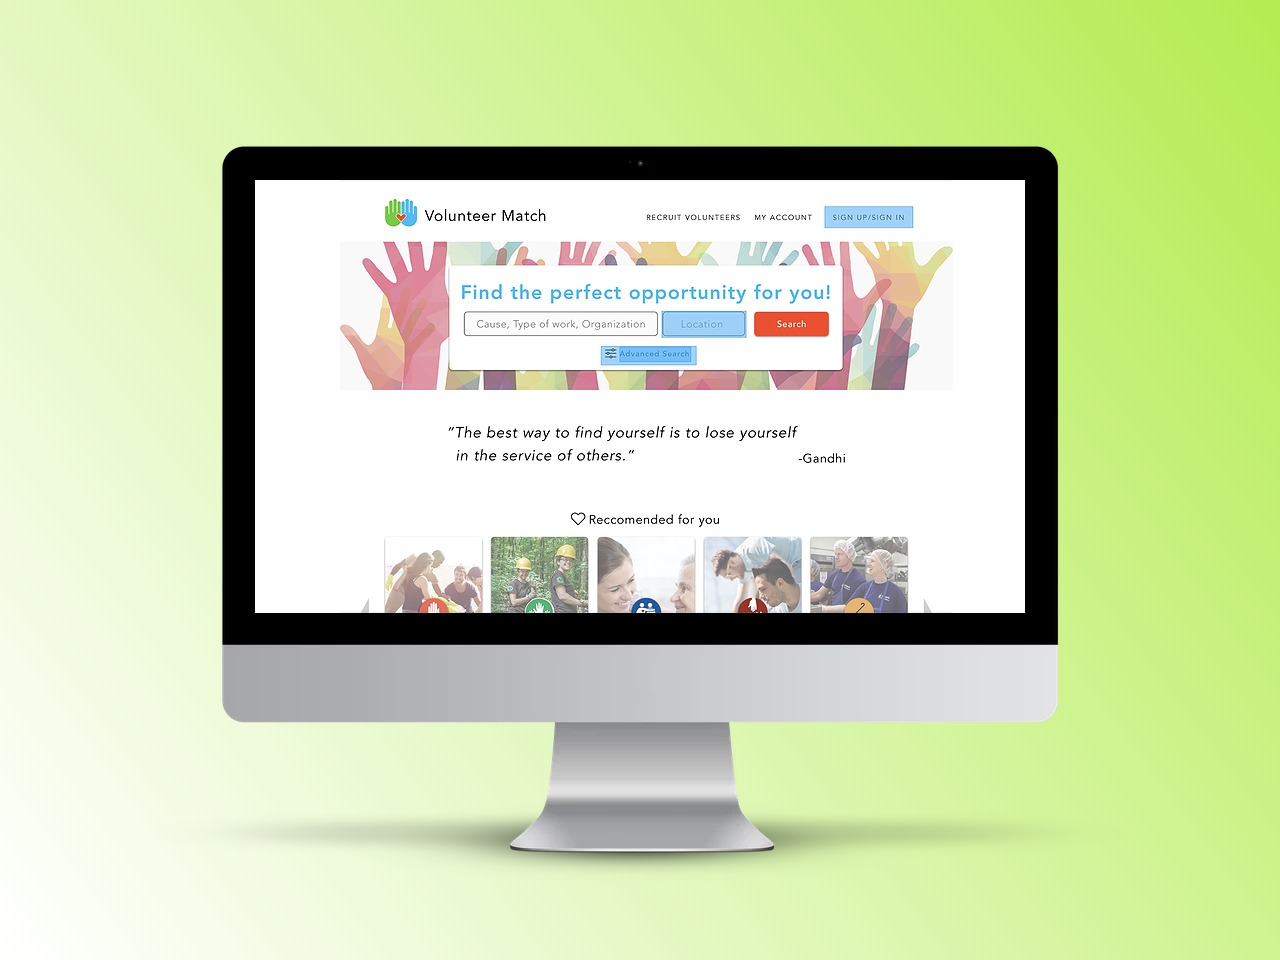 Volunteer Match
RECRUIT VOLUNTEERS
MY ACCOUNT
SIGN UP/SIGN IN
Find the perfect opportunity for you!
Cause, Type of work, Organization
Location
Search
Advanced Search
"The best way to find yourself is to lose yourself
in the service of others."
-Gandhi
Reccomended for you